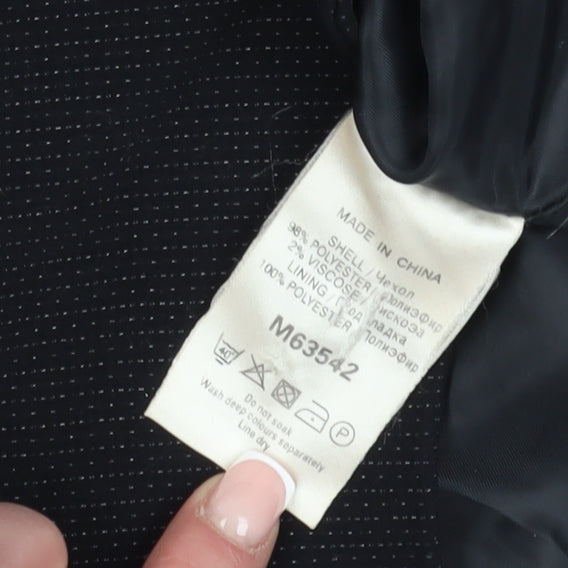 MADE IN CHINA
SHELL / Чехол
98% POLYESTER / Полиэфир
2% VISCOSE / Вискоза
LINING / Подкладка
100% POLYESTER Полиэфир
M63542
40°
P
Do not soak
Wash deep colours separately
Line dry